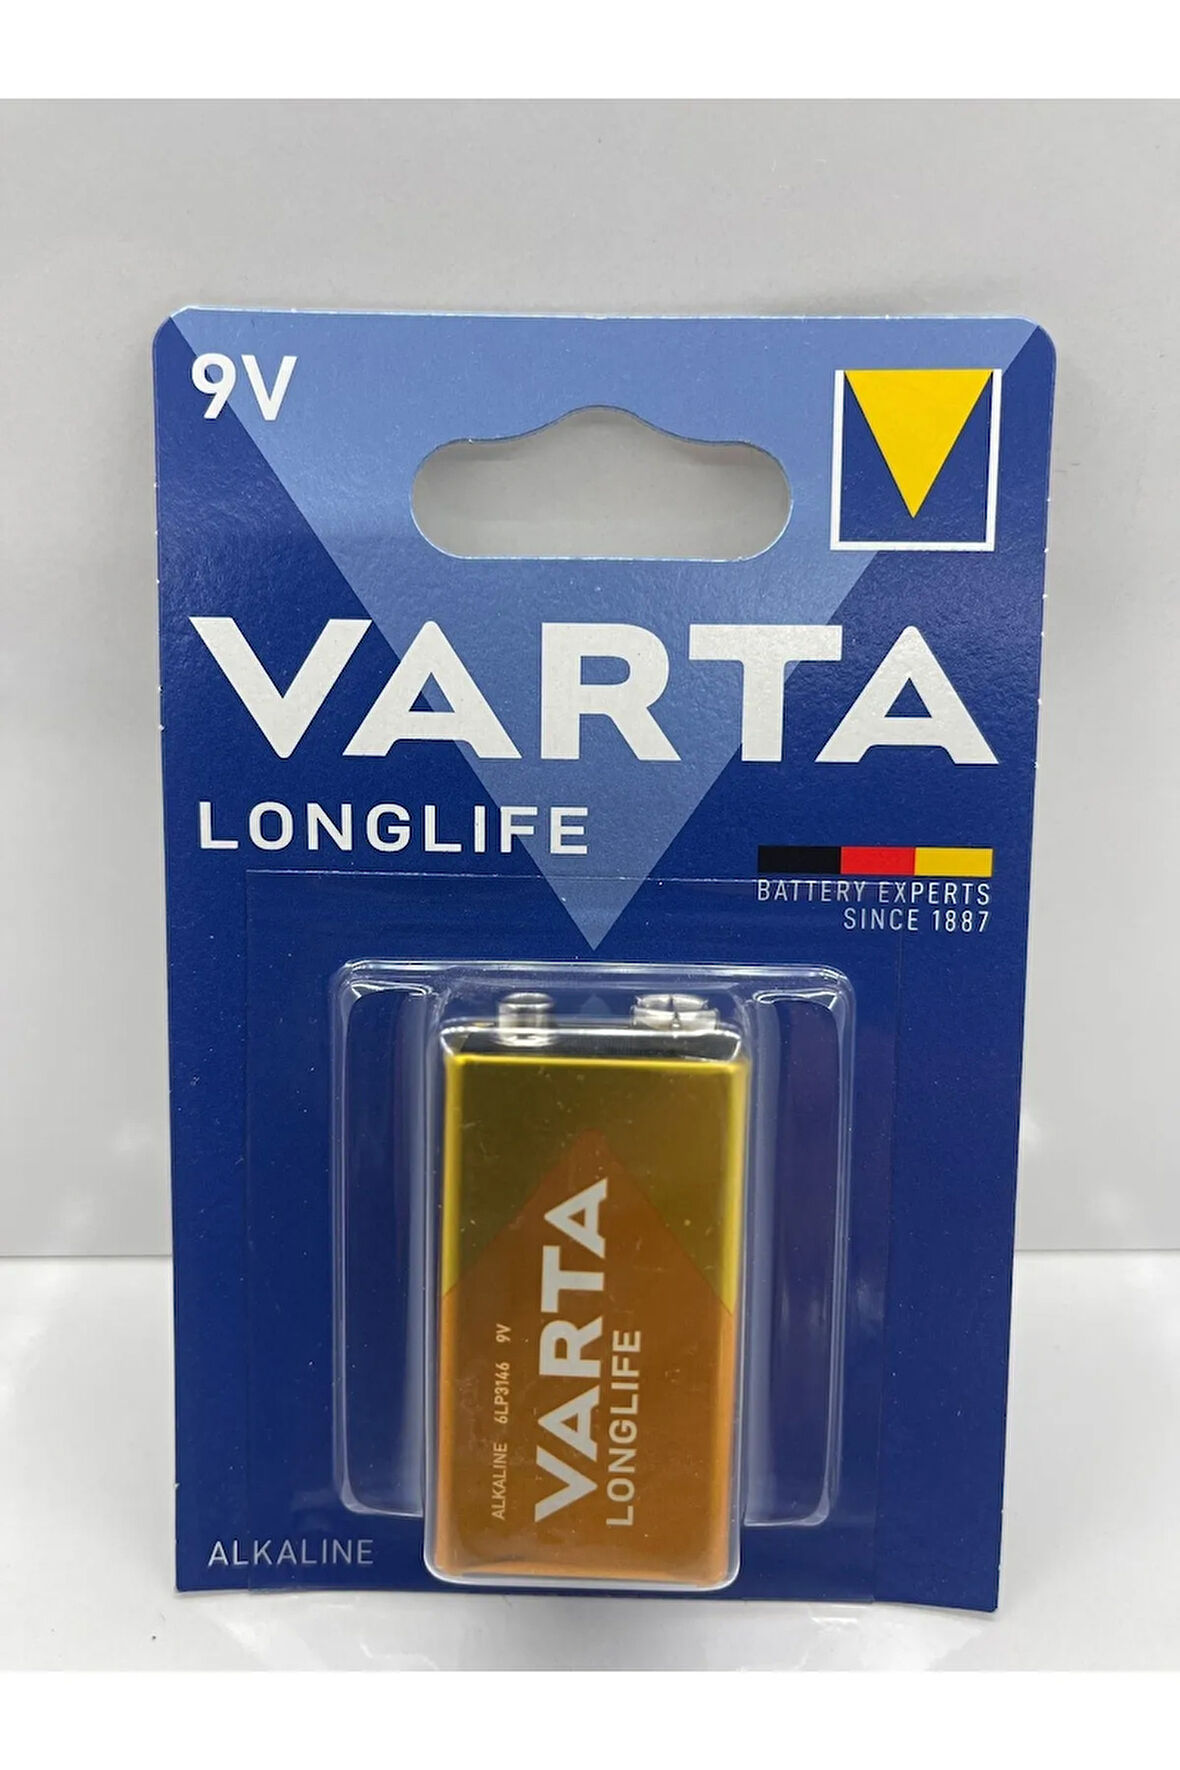 9V
VARTA
LONGLIFE
BATTERY EXPERTS
SINCE 1887
ALKALINE 6LP3146 9V
VARTA
LONGLIFE
ALKALINE